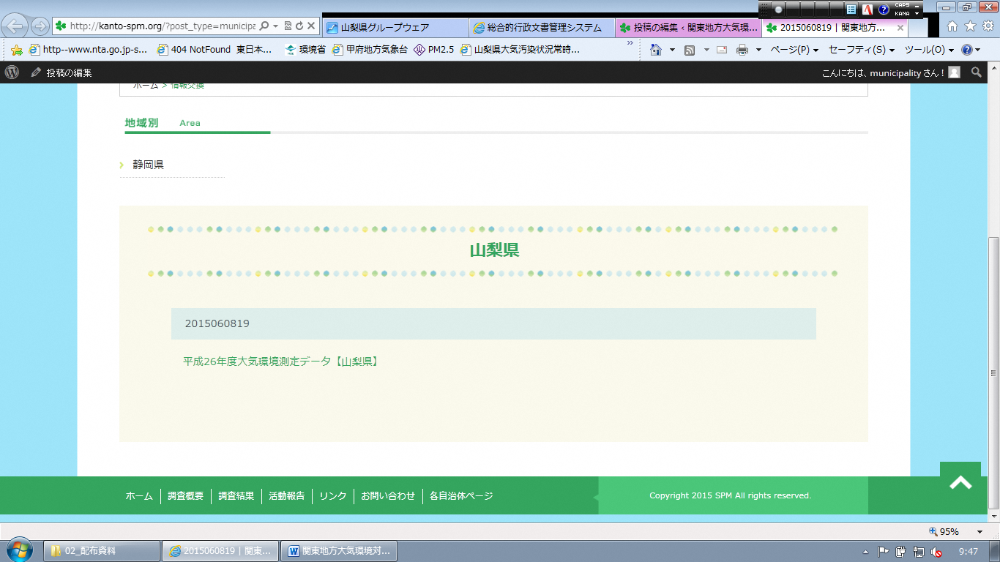 CAPS
KANA
http://kanto-spm.org/?post_type=municipa
山梨県グループウェア
総合的行政文書管理システム
投稿の編集 ‹ 関東地方大気環...
2015060819 | 関東地方...
http--www.nta.go.jp-s...
404 NotFound 東日本...
環境省
甲府地方気象台
PM2.5
山梨県大気汚染状況常時...
ページ(P)
セーフティ(S)
ツール(O)
投稿の編集
こんにちは、municipality さん！
ホーム > 情報交換
地域別 Area
静岡県
山梨県
2015060819
平成26年度大気環境測定データ【山梨県】
ホーム
調査概要
調査結果
活動報告
リンク
お問い合わせ
各自治体ページ
Copyright 2015 SPM All rights reserved.
95%
02_配布資料
2015060819 | 関東...
関東地方大気環境対...
9:47